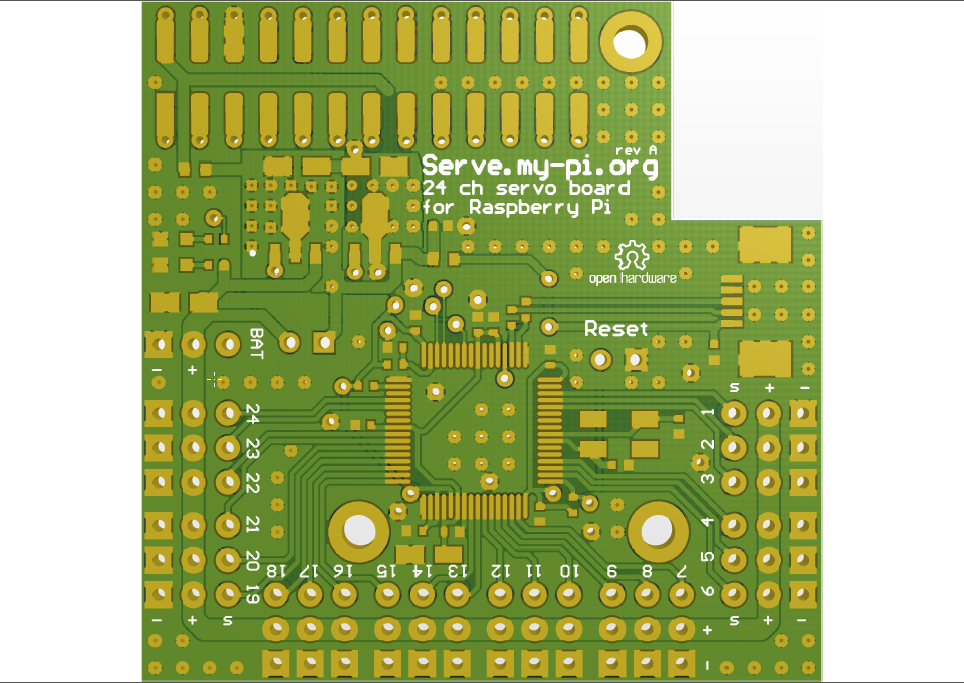 rev A
Serve.my-pi.org
24 ch servo board
for Raspberry Pi
open hardware
Reset
BAT
- +
s + -
24
23
22
21
20
19
1
2
3
4
5
6
18 17 16 15 14 13 12 11 10 9 8 7
- + s
s + -
+
-